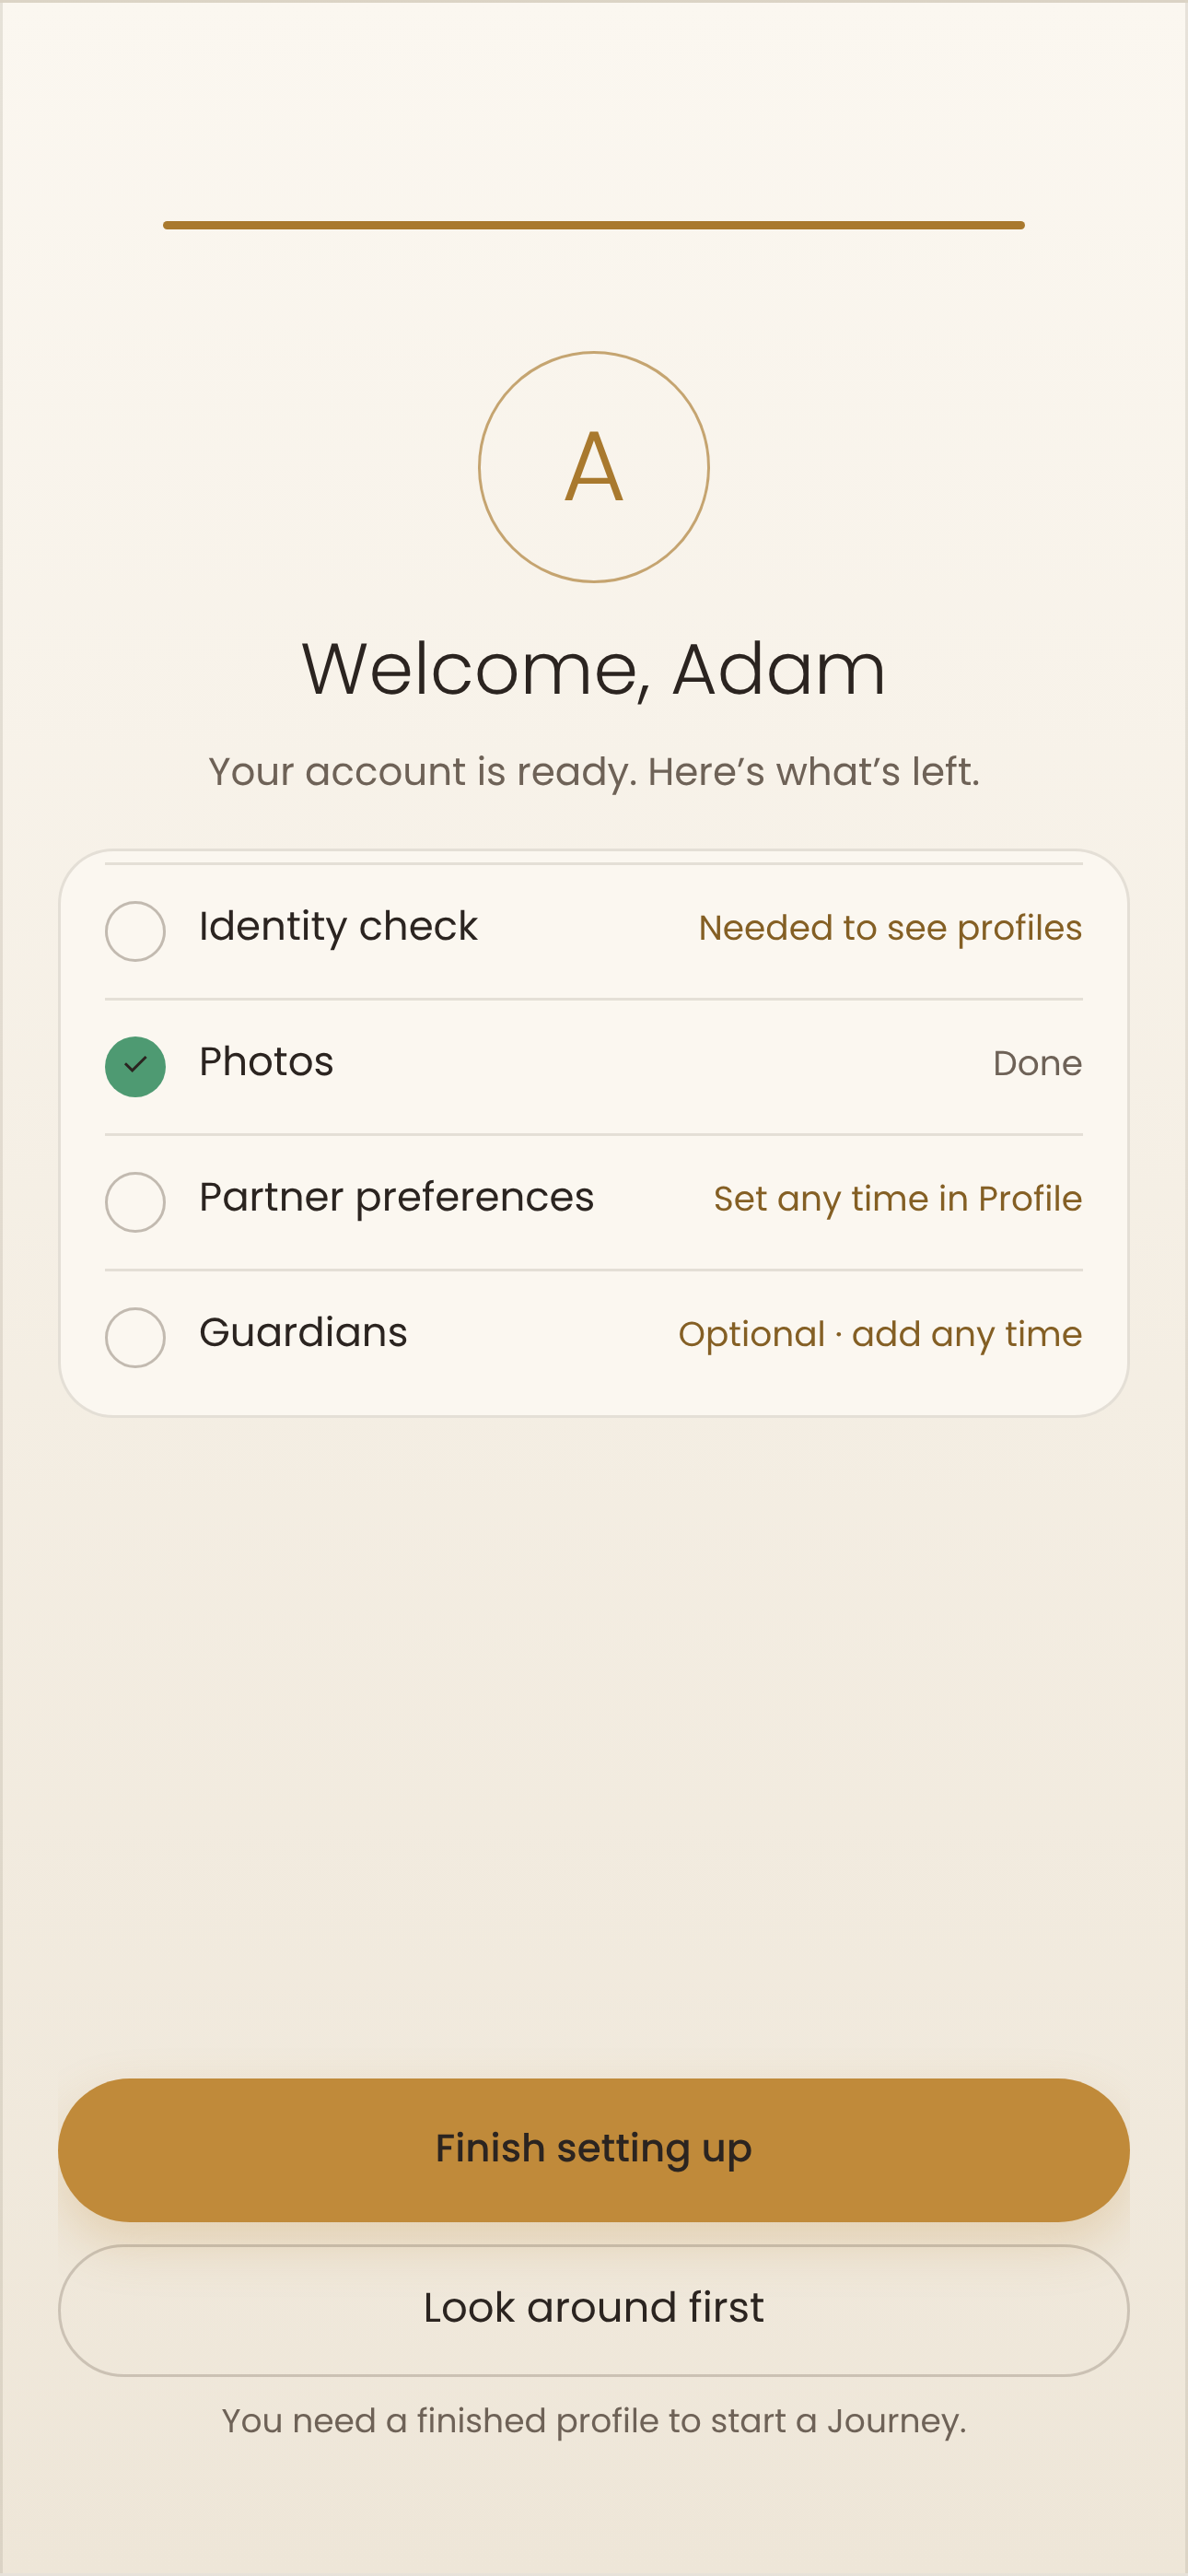 A
Welcome, Adam
Your account is ready. Here’s what’s left.
Identity check Needed to see profiles
Photos Done
Partner preferences Set any time in Profile
Guardians Optional · add any time
Finish setting up
Look around first
You need a finished profile to start a Journey.